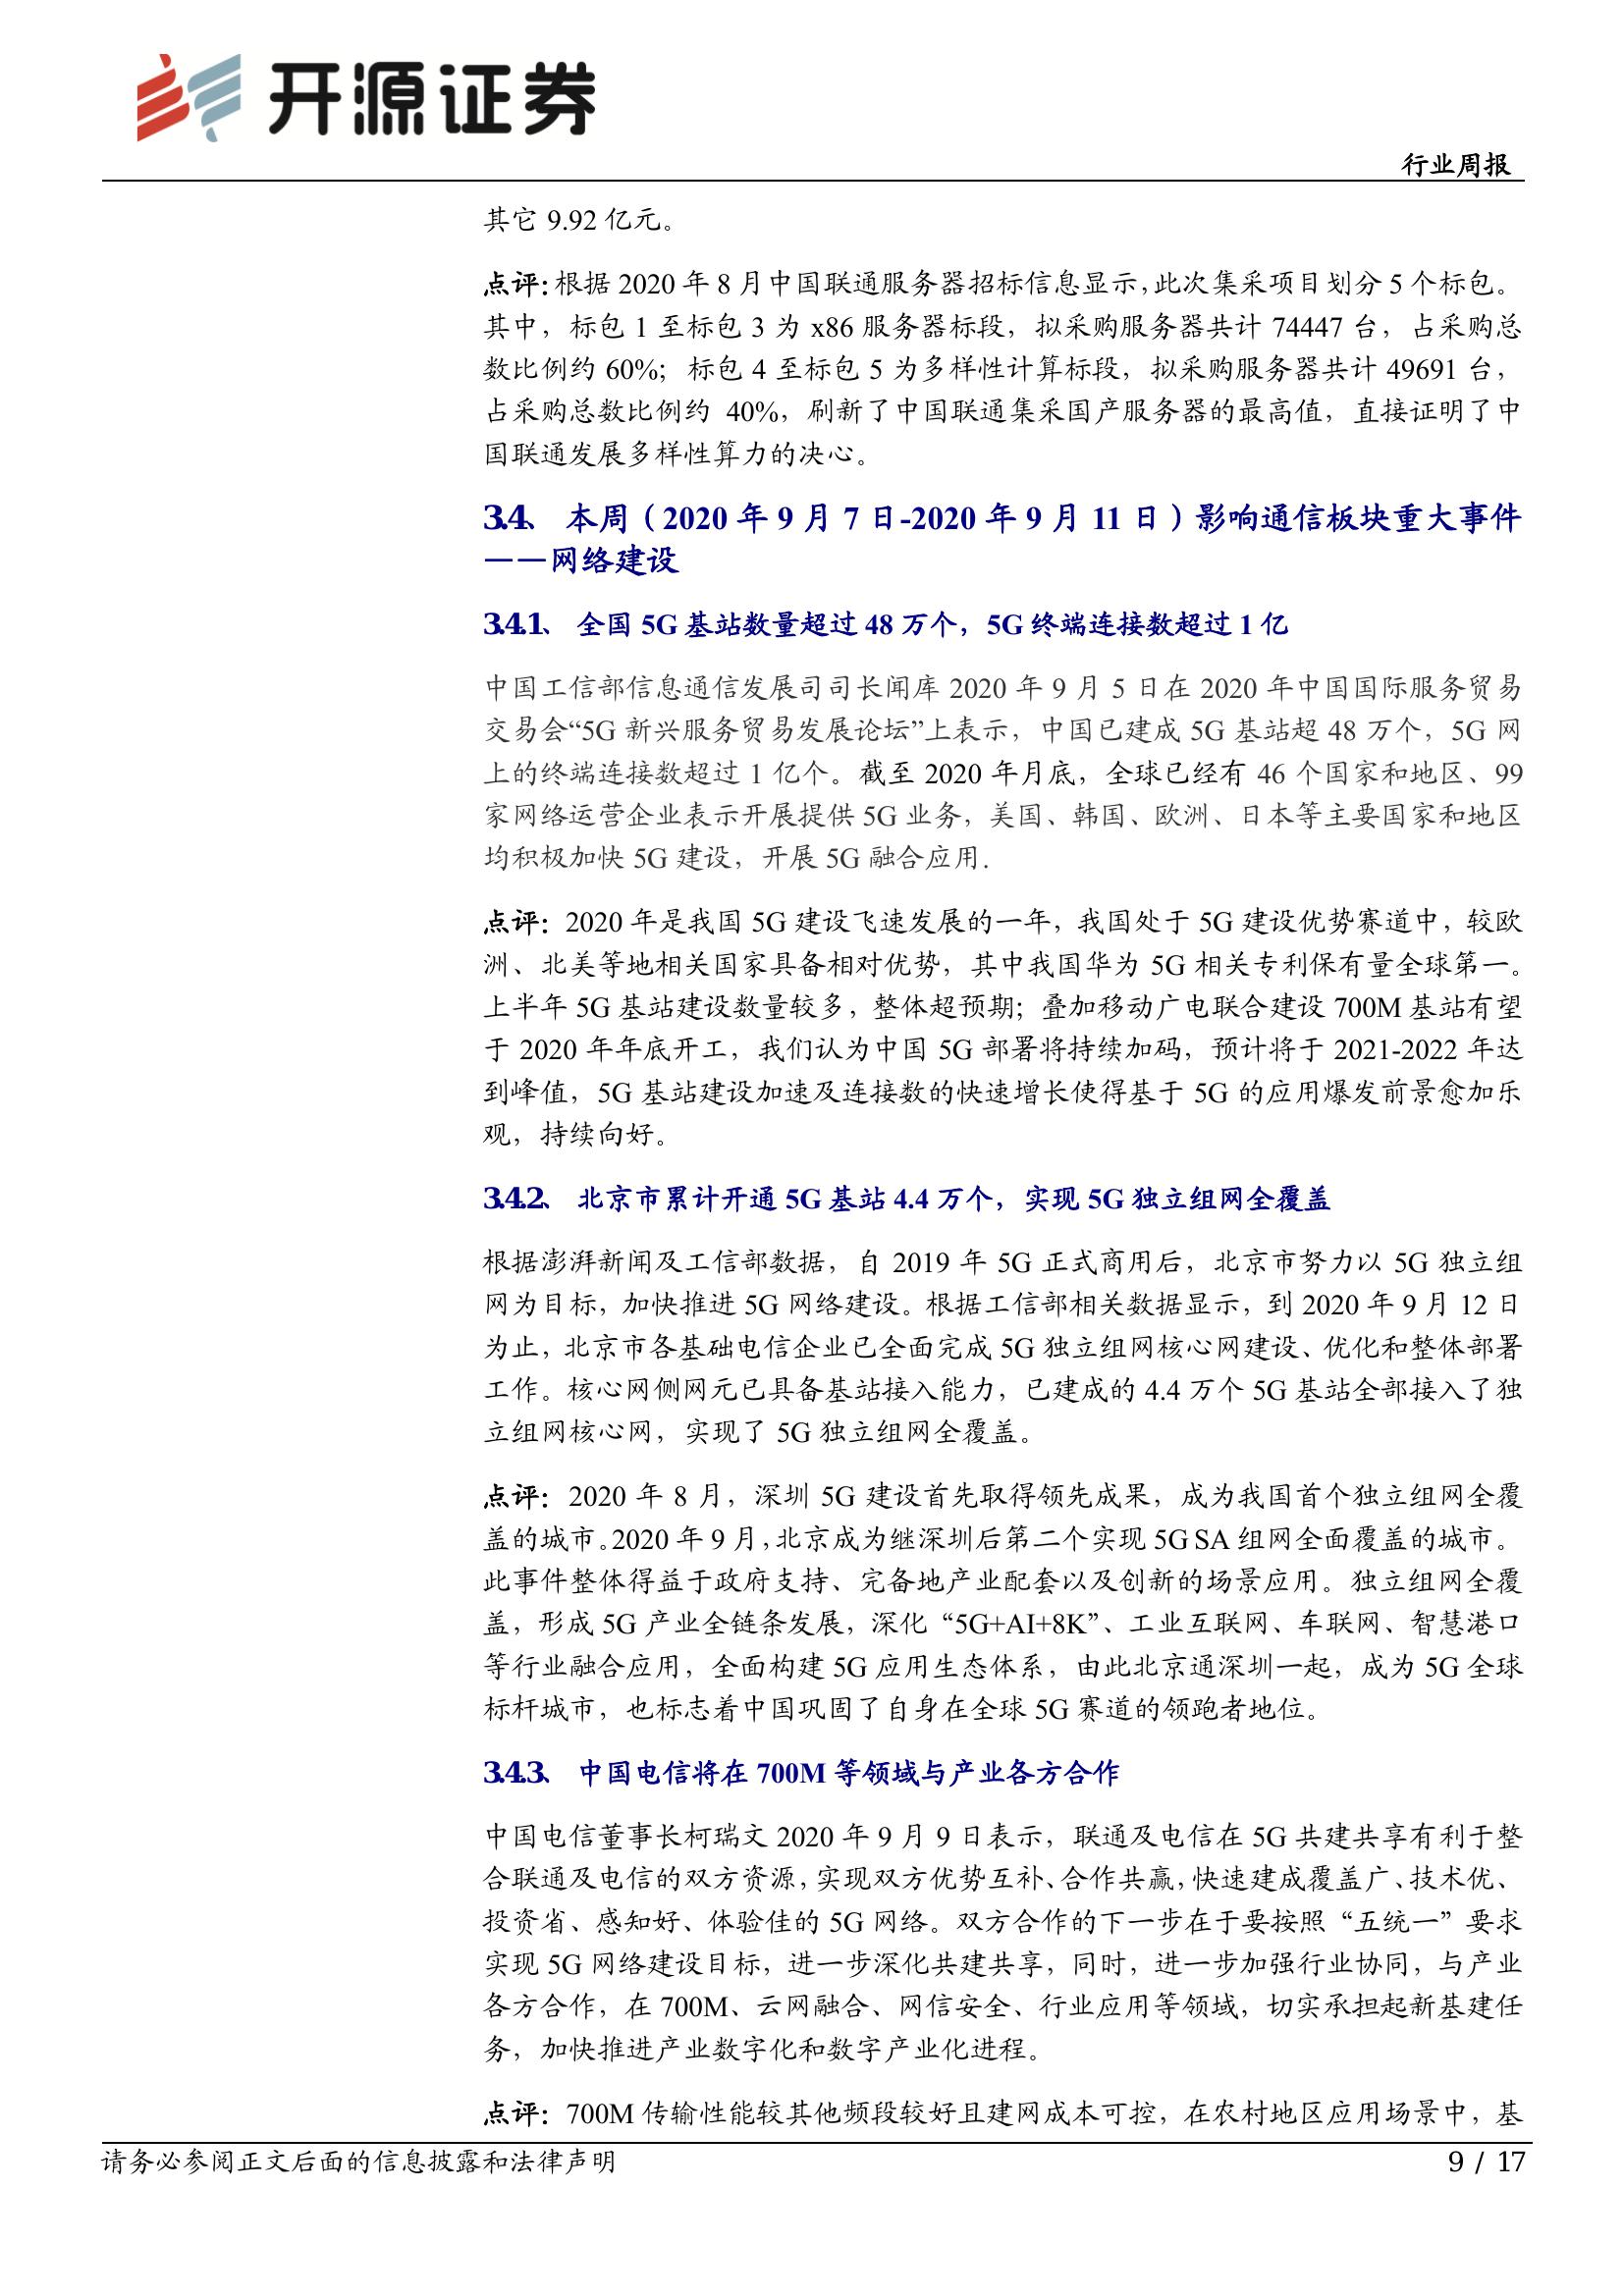 开源证券
行业周报
其它 9.92 亿元。
点评：根据 2020 年 8 月中国联通服务器招标信息显示，此次集采项目划分 5 个标包。
其中，标包 1 至标包 3 为 x86 服务器标段，拟采购服务器共计 74447 台，占采购总
数比例约 60%；标包 4 至标包 5 为多样性计算标段，拟采购服务器共计 49691 台，
占采购总数比例约 40%，刷新了中国联通集采国产服务器的最高值，直接证明了中
国联通发展多样性算力的决心。
3.4、 本周（2020 年 9 月 7 日-2020 年 9 月 11 日）影响通信板块重大事件
——网络建设
3.4.1、 全国 5G 基站数量超过 48 万个，5G 终端连接数超过 1 亿
中国工信部信息通信发展司司长闻库 2020 年 9 月 5 日在 2020 年中国国际服务贸易
交易会“5G 新兴服务贸易发展论坛”上表示，中国已建成 5G 基站超 48 万个，5G 网
上的终端连接数超过 1 亿个。截至 2020 年月底，全球已经有 46 个国家和地区、99
家网络运营企业表示开展提供 5G 业务，美国、韩国、欧洲、日本等主要国家和地区
均积极加快 5G 建设，开展 5G 融合应用.
点评：2020 年是我国 5G 建设飞速发展的一年，我国处于 5G 建设优势赛道中，较欧
洲、北美等地相关国家具备相对优势，其中我国华为 5G 相关专利保有量全球第一。
上半年 5G 基站建设数量较多，整体超预期；叠加移动广电联合建设 700M 基站有望
于 2020 年年底开工，我们认为中国 5G 部署将持续加码，预计将于 2021-2022 年达
到峰值，5G 基站建设加速及连接数的快速增长使得基于 5G 的应用爆发前景愈加乐
观，持续向好。
3.4.2、 北京市累计开通 5G 基站 4.4 万个，实现 5G 独立组网全覆盖
根据澎湃新闻及工信部数据，自 2019 年 5G 正式商用后，北京市努力以 5G 独立组
网为目标，加快推进 5G 网络建设。根据工信部相关数据显示，到 2020 年 9 月 12 日
为止，北京市各基础电信企业已全面完成 5G 独立组网核心网建设、优化和整体部署
工作。核心网侧网元已具备基站接入能力，已建成的 4.4 万个 5G 基站全部接入了独
立组网核心网，实现了 5G 独立组网全覆盖。
点评：2020 年 8 月，深圳 5G 建设首先取得领先成果，成为我国首个独立组网全覆
盖的城市。2020 年 9 月，北京成为继深圳后第二个实现 5G SA 组网全面覆盖的城市。
此事件整体得益于政府支持、完备地产业配套以及创新的场景应用。独立组网全覆
盖，形成 5G 产业全链条发展，深化“5G+AI+8K”、工业互联网、车联网、智慧港口
等行业融合应用，全面构建 5G 应用生态体系，由此北京通深圳一起，成为 5G 全球
标杆城市，也标志着中国巩固了自身在全球 5G 赛道的领跑者地位。
3.4.3、 中国电信将在 700M 等领域与产业各方合作
中国电信董事长柯瑞文 2020 年 9 月 9 日表示，联通及电信在 5G 共建共享有利于整
合联通及电信的双方资源，实现双方优势互补、合作共赢，快速建成覆盖广、技术优、
投资省、感知好、体验佳的 5G 网络。双方合作的下一步在于要按照“五统一”要求
实现 5G 网络建设目标，进一步深化共建共享，同时，进一步加强行业协同，与产业
各方合作，在 700M、云网融合、网信安全、行业应用等领域，切实承担起新基建任
务，加快推进产业数字化和数字产业化进程。
点评：700M 传输性能较其他频段较好且建网成本可控，在农村地区应用场景中，基
请务必参阅正文后面的信息披露和法律声明
9 / 17